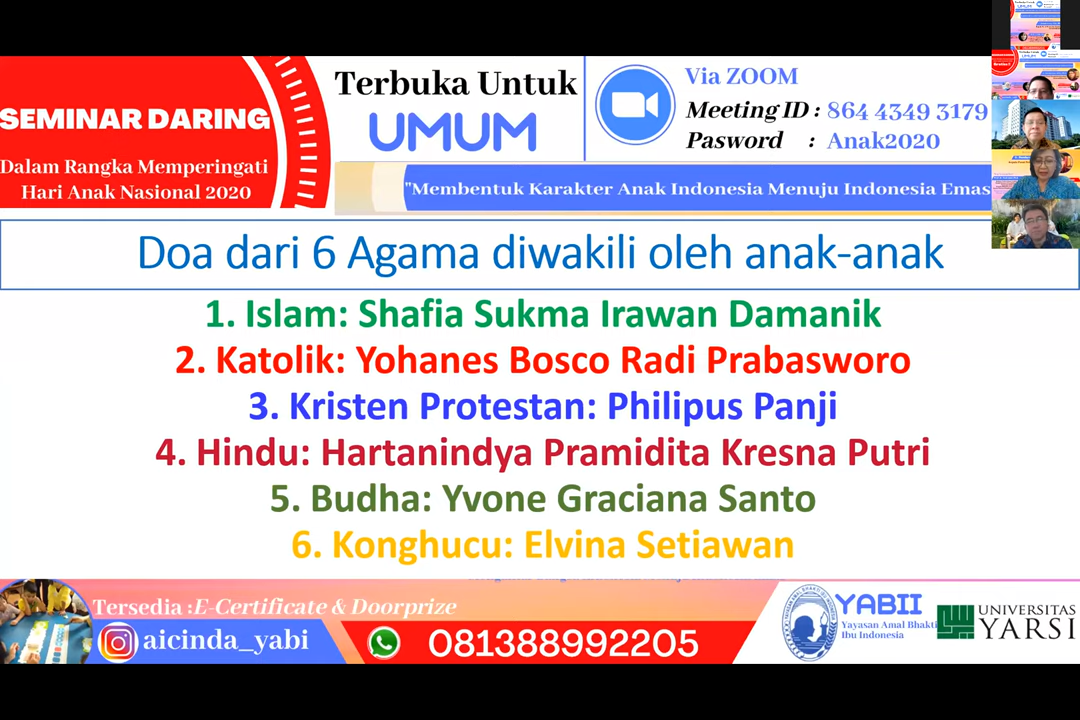 SEMINAR DARING
Dalam Rangka Memperingati
Hari Anak Nasional 2020
Terbuka Untuk
UMUM
Via ZOOM
Meeting ID : 864 4349 3179
Pasword : Anak2020
"Membentuk Karakter Anak Indonesia Menuju Indonesia Emas
Doa dari 6 Agama diwakili oleh anak-anak
1. Islam: Shafia Sukma Irawan Damanik
2. Katolik: Yohanes Bosco Radi Prabasworo
3. Kristen Protestan: Philipus Panji
4. Hindu: Hartanindya Pramidita Kresna Putri
5. Budha: Yvone Graciana Santo
6. Konghucu: Elvina Setiawan
Tersedia :E-Certificate & Doorprize
aicinda_yabi
081388992205
YABII
Yayasan Amal Bhakti
Ibu Indonesia
UNIVERSITAS
YARSI